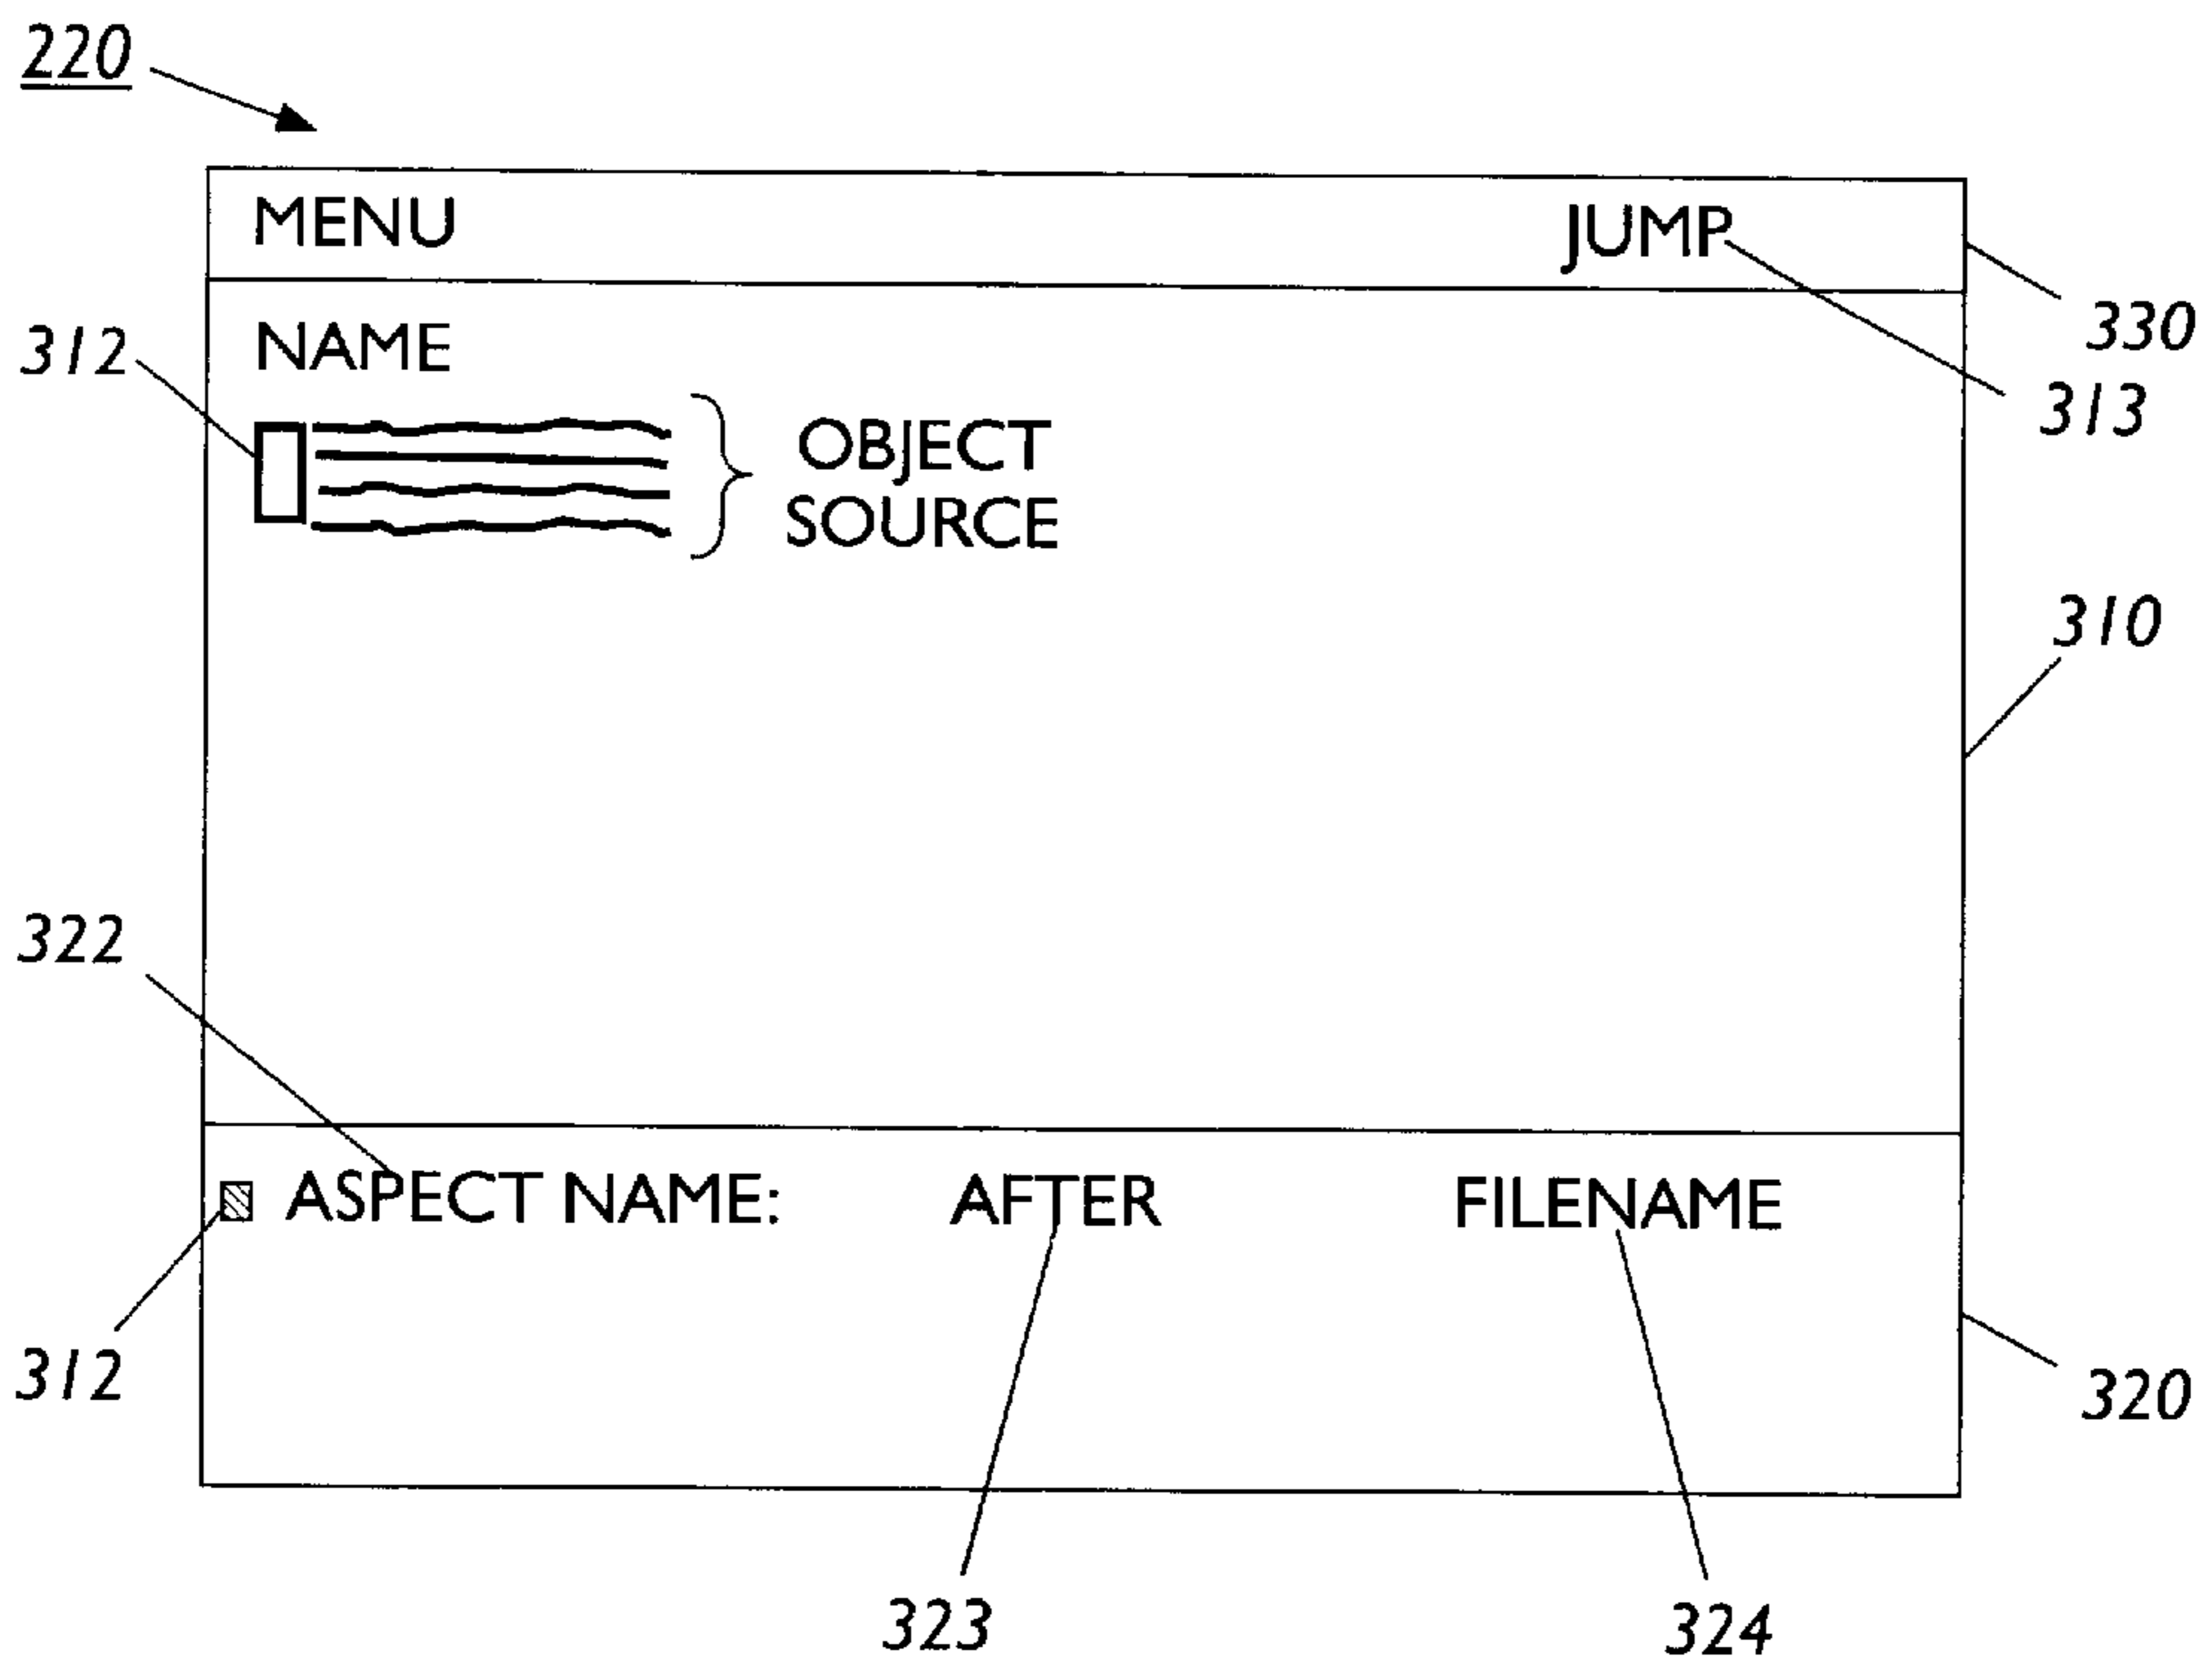 220
MENU JUMP
330
312 NAME
313
OBJECT
SOURCE
310
322
ASPECT NAME: AFTER FILENAME
312
320
323
324